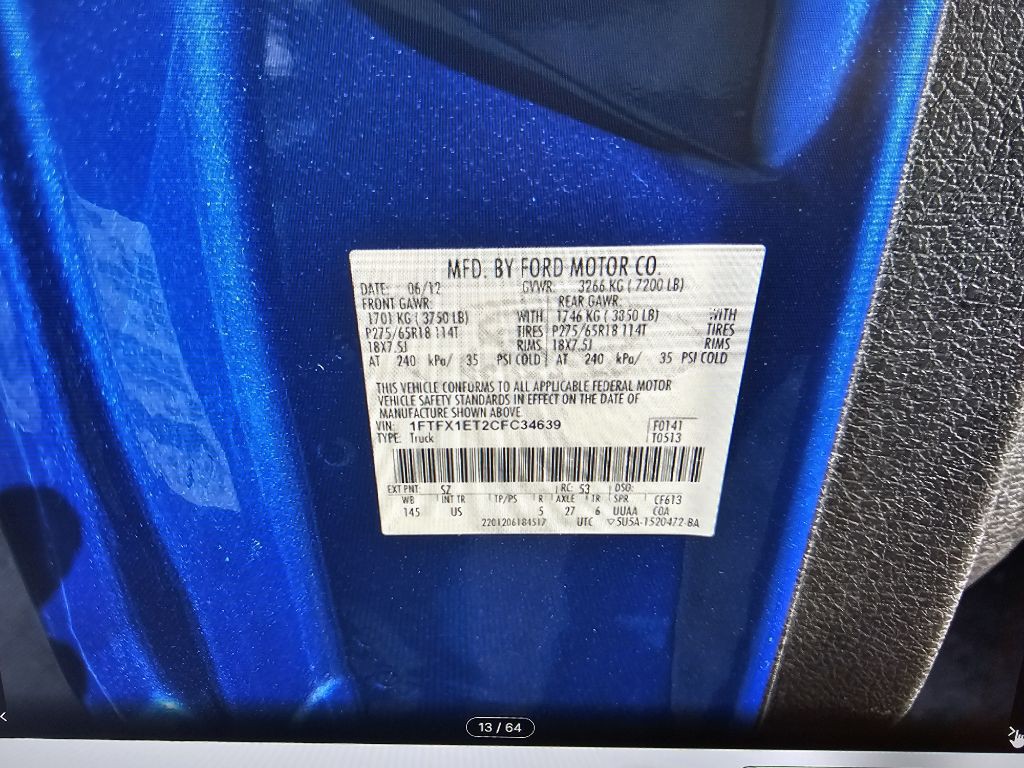 MFD. BY FORD MOTOR CO.
DATE: 06/12 GVWR: 3266 KG (7200 LB)
FRONT GAWR: REAR GAWR:
1701 KG (3750 LB) WITH 1746 KG (3850 LB) WITH
P275/65R18 114T TIRES P275/65R18 114T TIRES
18X7.5J RIMS 18X7.5J RIMS
AT 240 kPa/ 35 PSI COLD AT 240 kPa/ 35 PSI COLD
THIS VEHICLE CONFORMS TO ALL APPLICABLE FEDERAL MOTOR
VEHICLE SAFETY STANDARDS IN EFFECT ON THE DATE OF
MANUFACTURE SHOWN ABOVE.
VIN: 1FTFX1ET2CFC34639 F0141
TYPE: Truck T0513
EXT PNT: SZ RC: 53 DSO:
WB INT TR TP/PS R AXLE TR SPR CF613
145 US 5 27 6 UUAA COA
2201206184517 UTC ▽5U5A-1520472-BA
13 / 64